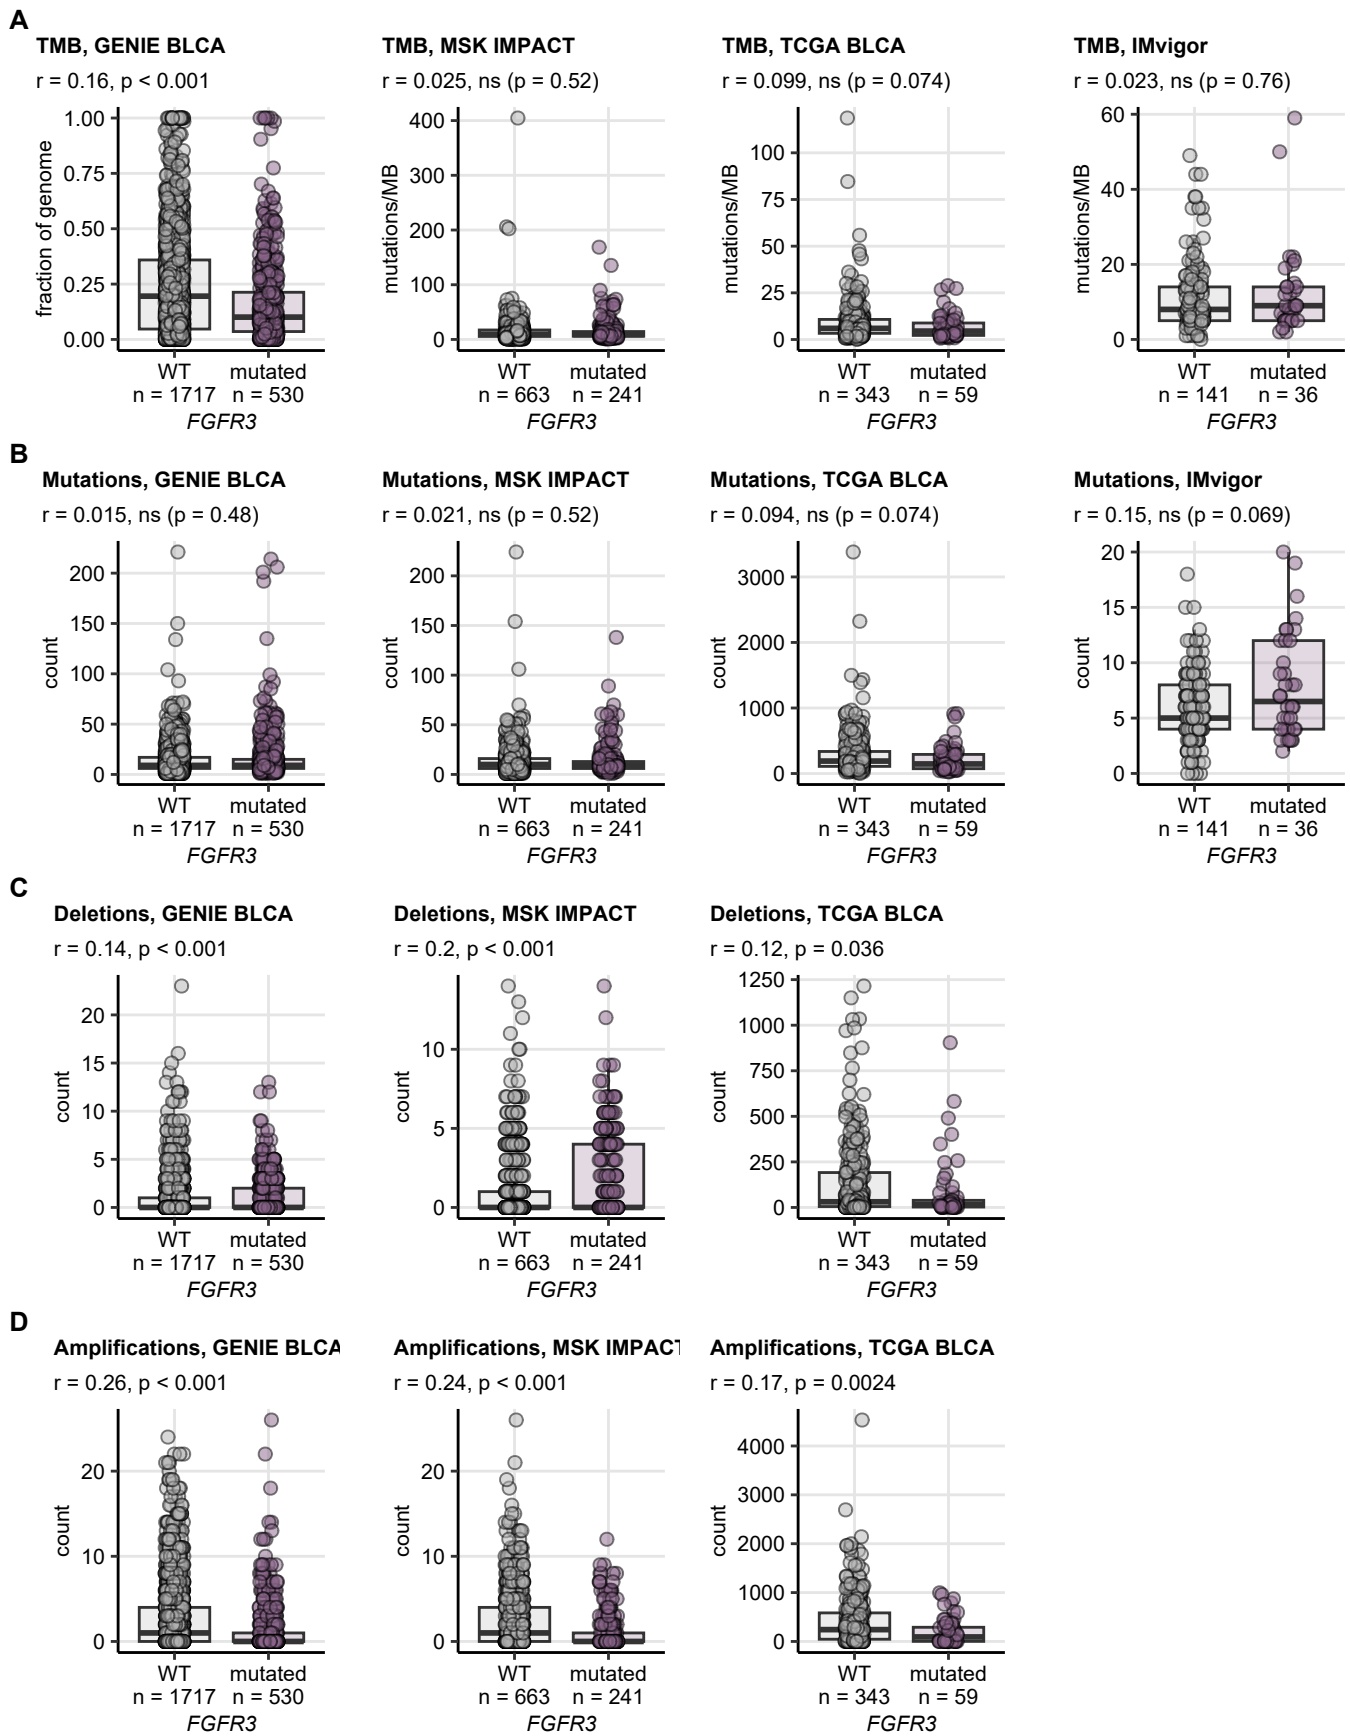 A
TMB, GENIE BLCA
r = 0.16, p < 0.001
fraction of genome
1.00
0.75
0.50
0.25
0.00
WT
n = 1717
mutated
n = 530
FGFR3
TMB, MSK IMPACT
r = 0.025, ns (p = 0.52)
mutations/MB
400
300
200
100
0
WT
n = 663
mutated
n = 241
FGFR3
TMB, TCGA BLCA
r = 0.099, ns (p = 0.074)
mutations/MB
100
75
50
25
0
WT
n = 343
mutated
n = 59
FGFR3
TMB, IMvigor
r = 0.023, ns (p = 0.76)
mutations/MB
60
40
20
0
WT
n = 141
mutated
n = 36
FGFR3
B
Mutations, GENIE BLCA
r = 0.015, ns (p = 0.48)
count
200
150
100
50
0
WT
n = 1717
mutated
n = 530
FGFR3
Mutations, MSK IMPACT
r = 0.021, ns (p = 0.52)
count
200
150
100
50
0
WT
n = 663
mutated
n = 241
FGFR3
Mutations, TCGA BLCA
r = 0.094, ns (p = 0.074)
count
3000
2000
1000
0
WT
n = 343
mutated
n = 59
FGFR3
Mutations, IMvigor
r = 0.15, ns (p = 0.069)
count
20
15
10
5
0
WT
n = 141
mutated
n = 36
FGFR3
C
Deletions, GENIE BLCA
r = 0.14, p < 0.001
count
20
15
10
5
0
WT
n = 1717
mutated
n = 530
FGFR3
Deletions, MSK IMPACT
r = 0.2, p < 0.001
count
10
5
0
WT
n = 663
mutated
n = 241
FGFR3
Deletions, TCGA BLCA
r = 0.12, p = 0.036
count
1250
1000
750
500
250
0
WT
n = 343
mutated
n = 59
FGFR3
D
Amplifications, GENIE BLCA
r = 0.26, p < 0.001
count
20
10
0
WT
n = 1717
mutated
n = 530
FGFR3
Amplifications, MSK IMPACT
r = 0.24, p < 0.001
count
20
10
0
WT
n = 663
mutated
n = 241
FGFR3
Amplifications, TCGA BLCA
r = 0.17, p = 0.0024
count
4000
3000
2000
1000
0
WT
n = 343
mutated
n = 59
FGFR3